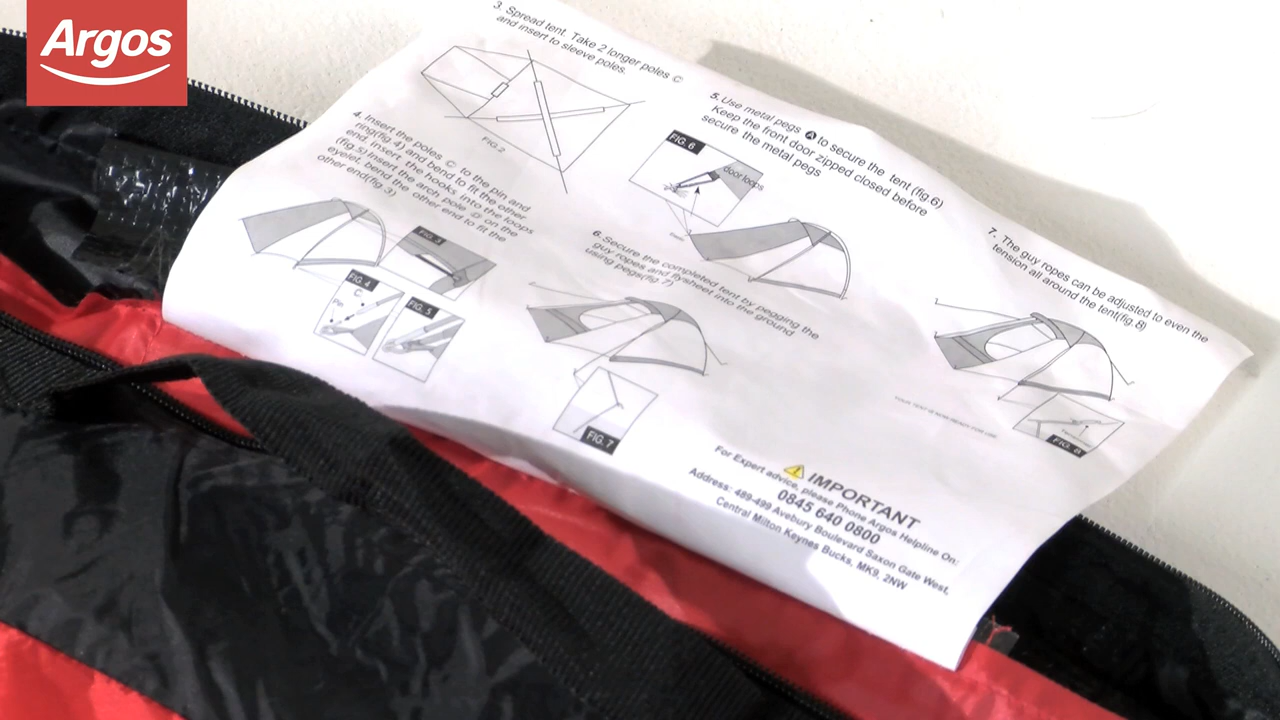 Argos
3. Spread tent. Take 2 longer poles C
and insert to sleeve poles.
FIG.2
4. Insert the poles C to the pin and
ring(fig.4) and bend to fit the other
end, insert the hooks into the loops
(fig.5) Insert the arch pole D on the
eyelet, bend the other end to fit the
other end(fig.3)
FIG. 3
FIG. 4
C.
Pin
FIG. 5
5. Use metal pegs A to secure the tent (fig.6)
Keep the front door zipped closed before
secure the metal pegs
FIG. 6
door loops
6. Secure the completed tent by pegging the
guy ropes and flysheet into the ground
using pegs(fig.7)
FIG. 7
7. The guy ropes can be adjusted to even the
tension all around the tent(fig.8)
YOUR TENT IS NOW READY FOR USE
FIG. 8
IMPORTANT
For Expert advice, please Phone Argos Helpline On:
0845 640 0800
Address: 489-499 Avebury Boulevard Saxon Gate West,
Central Milton Keynes Bucks, MK9, 2NW